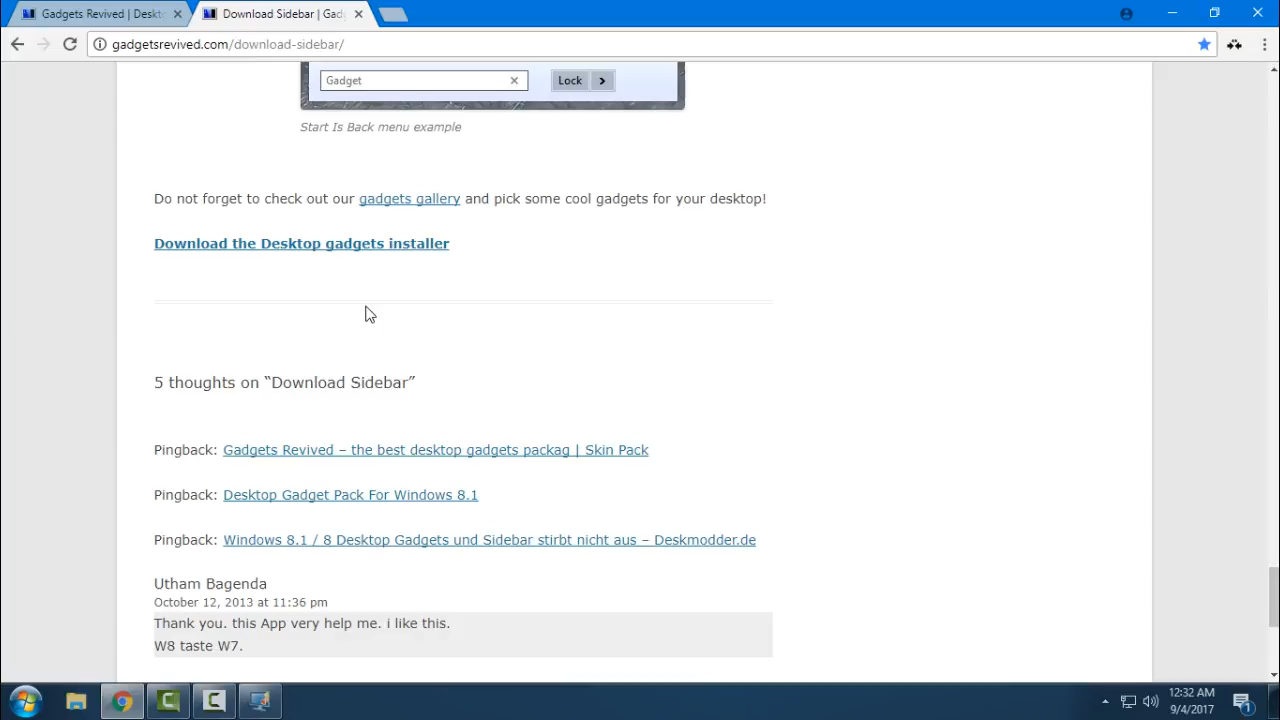 Gadgets Revived | Deskt
Download Sidebar | Gad
gadgetsrevived.com/download-sidebar/
Gadget
Lock
Start Is Back menu example
Do not forget to check out our gadgets gallery and pick some cool gadgets for your desktop!
Download the Desktop gadgets installer
5 thoughts on “Download Sidebar”
Pingback: Gadgets Revived – the best desktop gadgets packag | Skin Pack
Pingback: Desktop Gadget Pack For Windows 8.1
Pingback: Windows 8.1 / 8 Desktop Gadgets und Sidebar stirbt nicht aus – Deskmodder.de
Utham Bagenda
October 12, 2013 at 11:36 pm
Thank you. this App very help me. i like this.
W8 taste W7.
12:32 AM
9/4/2017
1